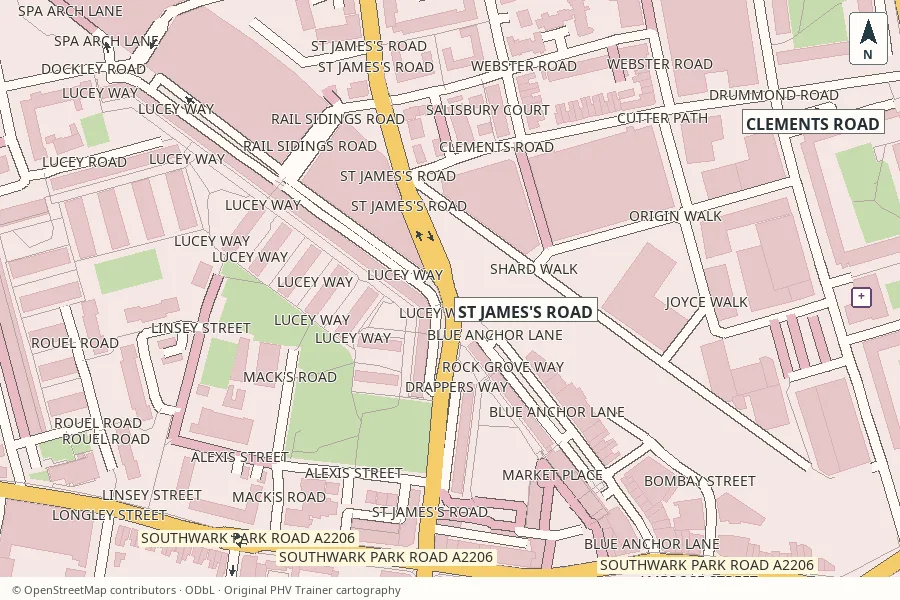 SPA ARCH LANE
SPA ARCH LANE
ST JAMES'S ROAD
N
DOCKLEY ROAD
ST JAMES'S ROAD
WEBSTER ROAD
WEBSTER ROAD
LUCEY WAY
DRUMMOND ROAD
LUCEY WAY
SALISBURY COURT
RAIL SIDINGS ROAD
CUTTER PATH
CLEMENTS ROAD
RAIL SIDINGS ROAD
CLEMENTS ROAD
LUCEY ROAD
LUCEY WAY
ST JAMES'S ROAD
LUCEY WAY
ST JAMES'S ROAD
ORIGIN WALK
LUCEY WAY
LUCEY WAY
SHARD WALK
LUCEY WAY
LUCEY WAY
JOYCE WALK
LUCEY W
ST JAMES'S ROAD
LUCEY WAY
LINSEY STREET
LUCEY WAY
BLUE ANCHOR LANE
ROUEL ROAD
ROCK GROVE WAY
MACK'S ROAD
DRAPPERS WAY
BLUE ANCHOR LANE
ROUEL ROAD
ROUEL ROAD
ALEXIS STREET
ALEXIS STREET
MARKET PLACE
BOMBAY STREET
LINSEY STREET
MACK'S ROAD
LONGLEY STREET
ST JAMES'S ROAD
SOUTHWARK PARK ROAD A2206
BLUE ANCHOR LANE
SOUTHWARK PARK ROAD A2206
SOUTHWARK PARK ROAD A2206
© OpenStreetMap contributors · ODbL · Original PHV Trainer cartography